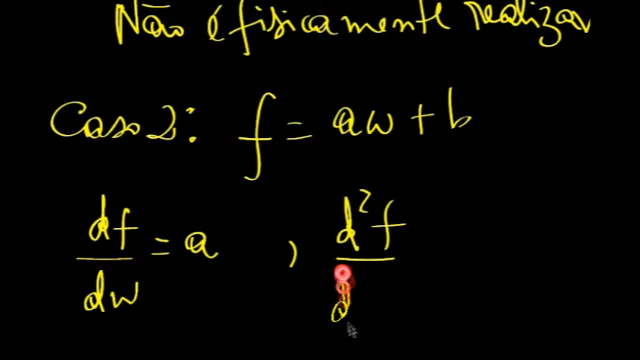 Não é fisicamente realizar
Caso 2: f = aw + b
df/dw = a , d²f/d